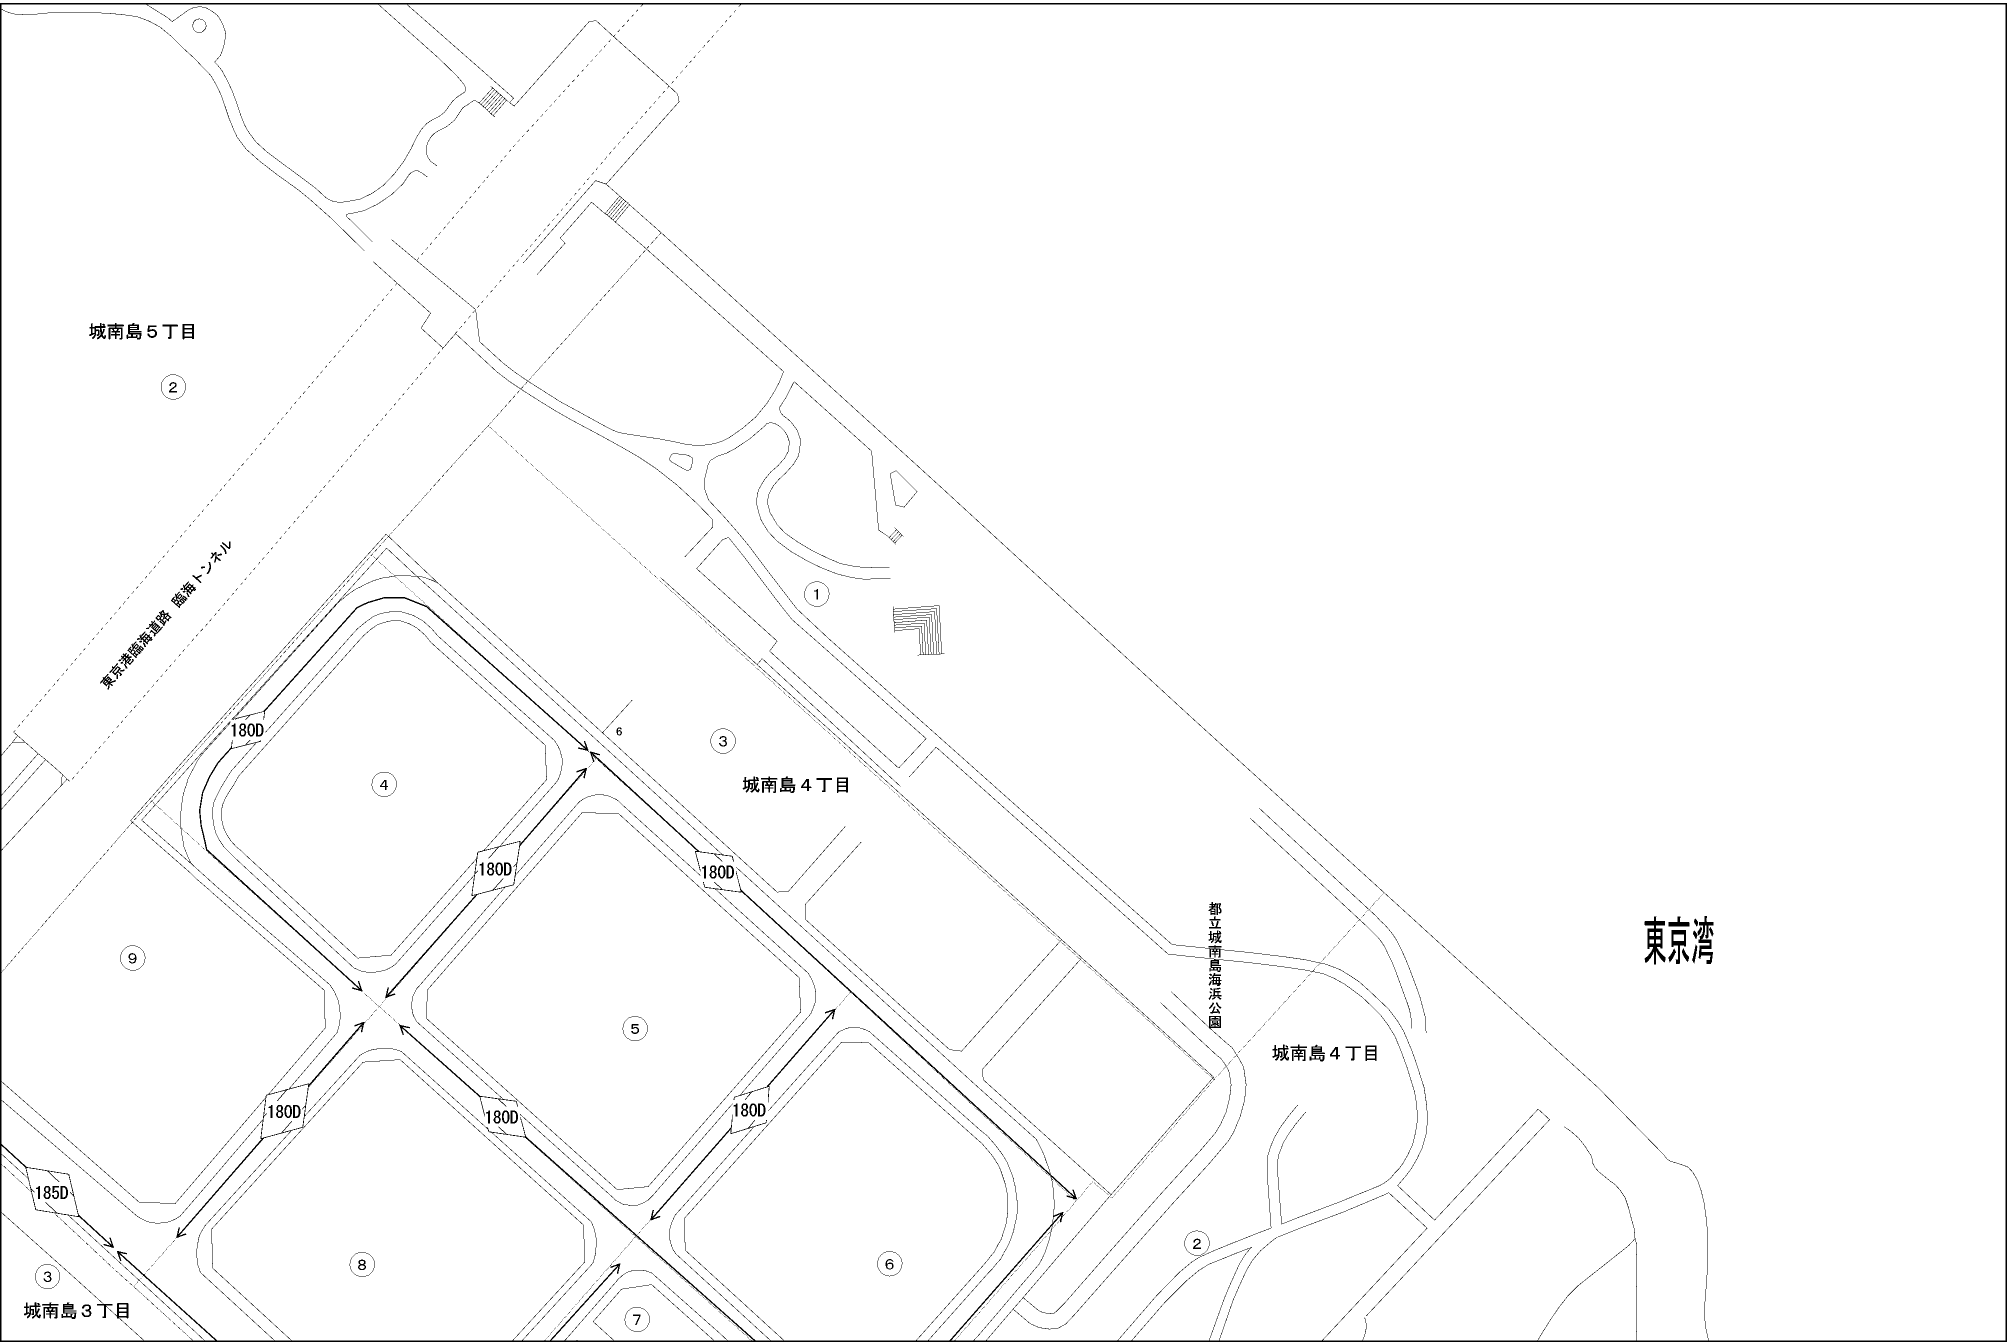 城南島５丁目
②
東京港臨海道路　臨海トンネル
①
180D
6
③
城南島４丁目
④
180D
180D
都立城南島海浜公園
東京湾
⑨
⑤
城南島４丁目
180D
180D
180D
185D
②
③
⑧
⑥
城南島３丁目
⑦